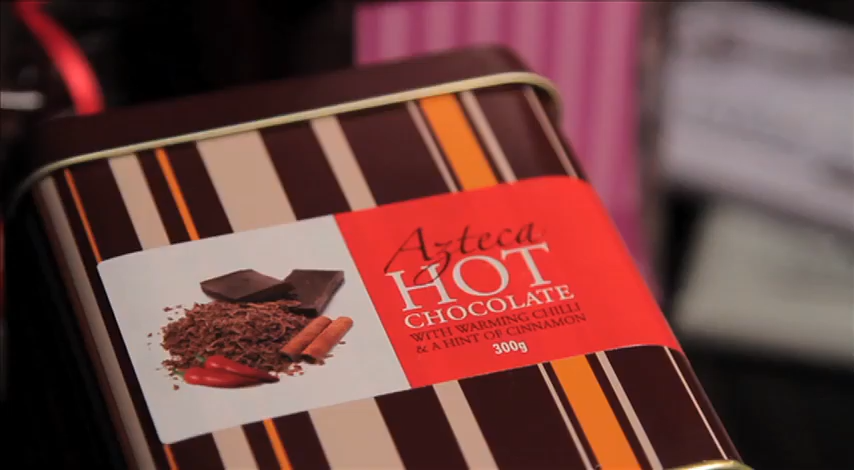 Azteca
HOT
CHOCOLATE
WITH WARMING CHILLI
& A HINT OF CINNAMON
300g